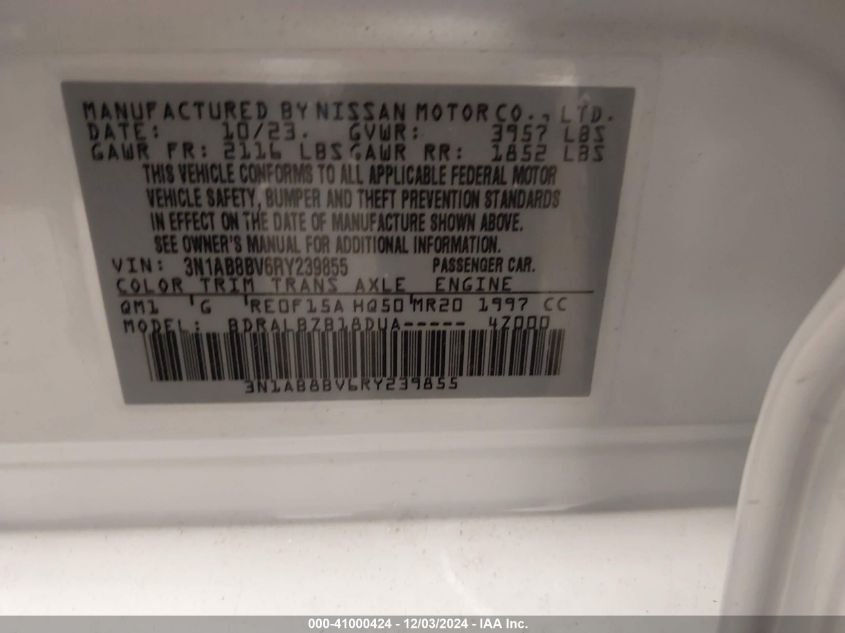 MANUFACTURED BY NISSAN MOTOR CO., LTD.
DATE: 10/23. GVWR: 3957 LBS
GAWR FR: 2116 LBS GAWR RR: 1852 LBS
THIS VEHICLE CONFORMS TO ALL APPLICABLE FEDERAL MOTOR
VEHICLE SAFETY, BUMPER AND THEFT PREVENTION STANDARDS
IN EFFECT ON THE DATE OF MANUFACTURE SHOWN ABOVE.
SEE OWNER'S MANUAL FOR ADDITIONAL INFORMATION.
VIN: 3N1AB8BV6RY239855 PASSENGER CAR.
COLOR TRIM TRANS AXLE ENGINE
QM1 G RE0F15A HQ50 MR20 1997 CC
MODEL: BDRALBZB18DUA----- 4Z000
3N1AB8BV6RY239855
000-41000424 - 12/03/2024 - IAA Inc.